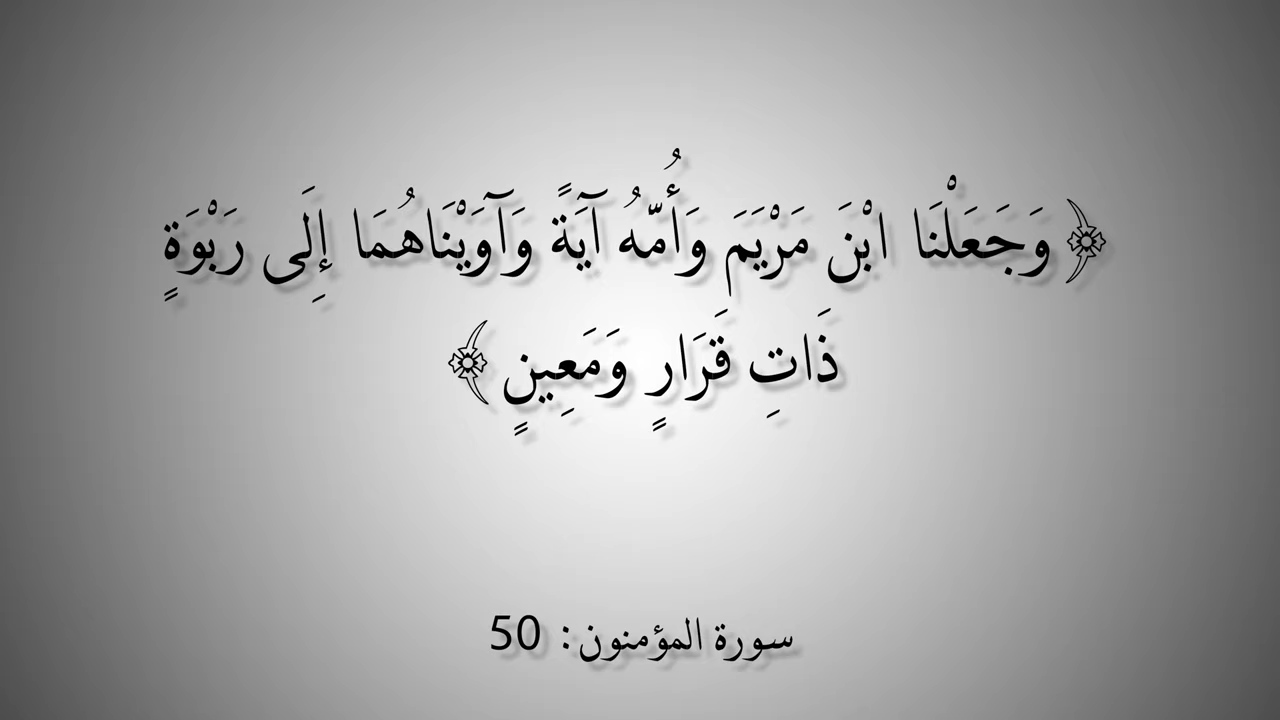 ﴿ وَجَعَلْنَا ابْنَ مَرْيَمَ وَأُمَّهُ آيَةً وَآوَيْنَاهُمَا إِلَى رَبْوَةٍ
ذَاتِ قَرَارٍ وَمَعِينٍ ﴾
سورة المؤمنون: 50